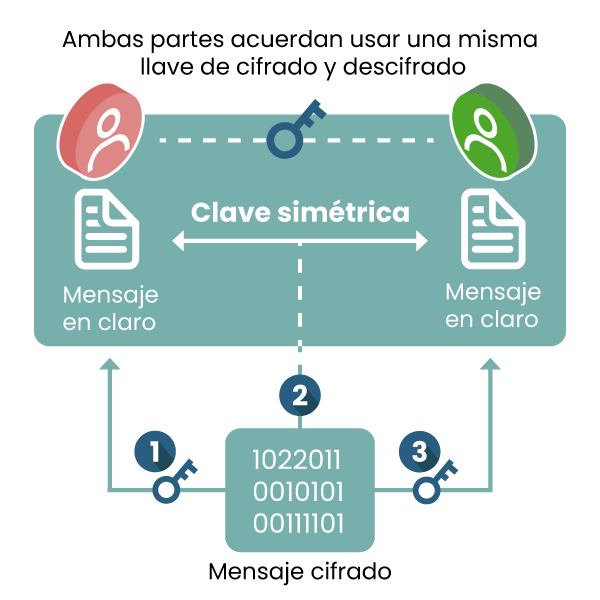 Ambas partes acuerdan usar una misma
llave de cifrado y descifrado
Clave simétrica
Mensaje
en claro
Mensaje
en claro
2
1
3
1022011
0010101
00111101
Mensaje cifrado